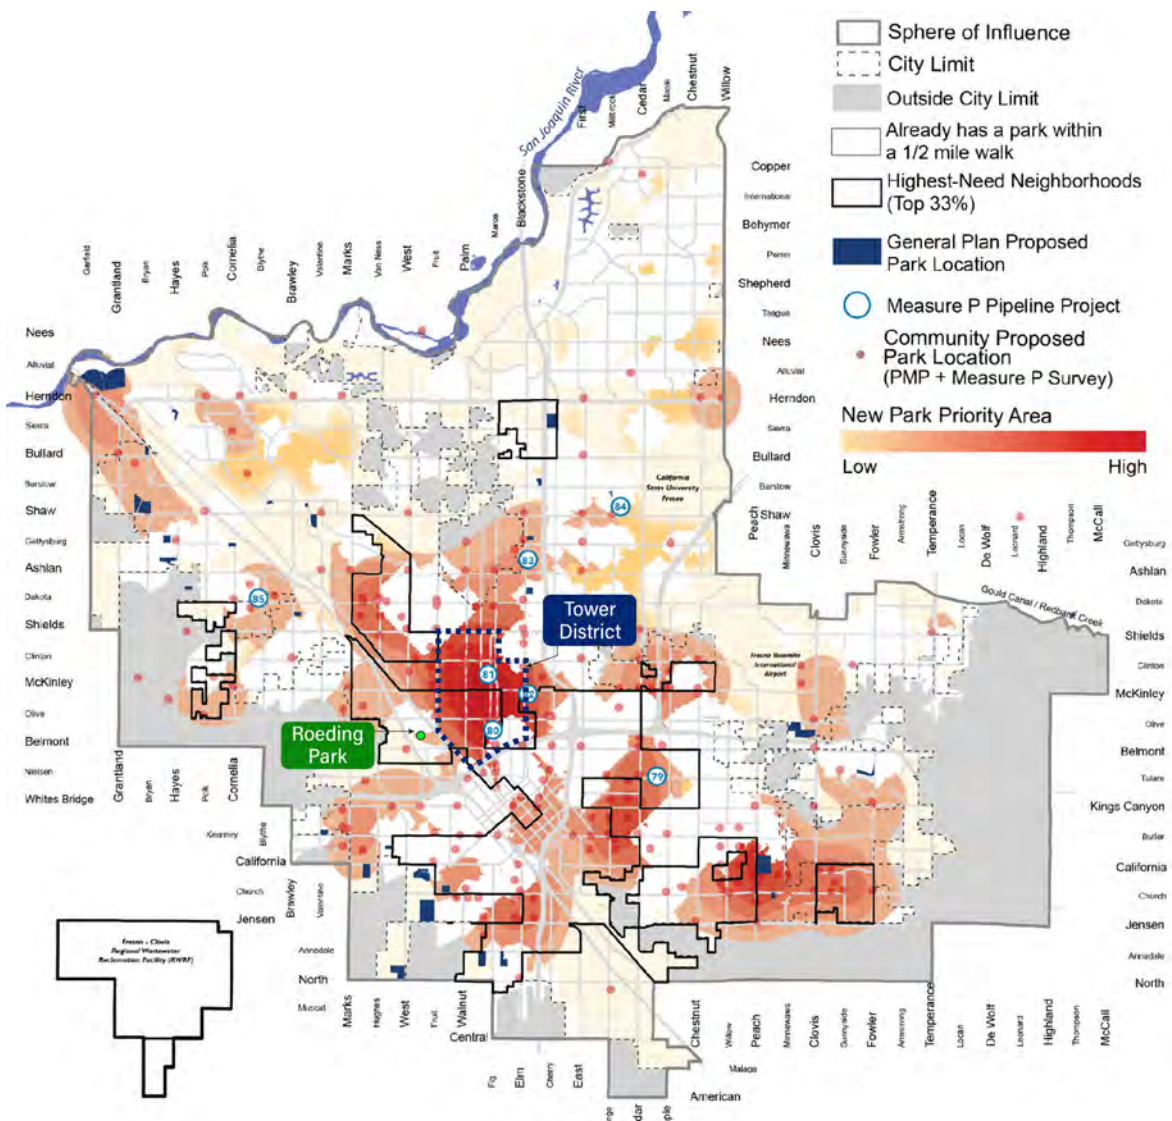 Sphere of Influence
City Limit
Outside City Limit
Already has a park within
a 1/2 mile walk
Highest-Need Neighborhoods
(Top 33%)
General Plan Proposed
Park Location
Measure P Pipeline Project
Community Proposed
Park Location
(PMP + Measure P Survey)
New Park Priority Area
Low
High
San Joaquin River
First
Millbrook
Cedar
Maple
Chestnut
Willow
Blackstone
Maroa
Palm
Fruit
West
Van Ness
Marks
Valentine
Brawley
Blythe
Cornelia
Polk
Hayes
Bryan
Grantland
Garfield
Copper
International
Behymer
Perrin
Shepherd
Teague
Nees
Alluvial
Herndon
Sierra
Bullard
Barstow
Shaw
Nees
Alluvial
Herndon
Sierra
Bullard
Barstow
Shaw
Gettysburg
Ashlan
Dakota
Shields
Clinton
McKinley
Olive
Belmont
Nielsen
Whites Bridge
California
State University
Fresno
84
83
85
81
80
79
Tower
District
Roeding
Park
Fresno Yosemite
International
Airport
Peach
Minnewawa
Clovis
Sunnyside
Fowler
Armstrong
Temperance
Locan
De Wolf
Leonard
Highland
Thompson
McCall
Gould Canal / Redbank Creek
Gettysburg
Ashlan
Dakota
Shields
Clinton
McKinley
Olive
Belmont
Tulare
Kings Canyon
Butler
California
Church
Jensen
Annadale
North
Grantland
Bryan
Hayes
Polk
Cornelia
Kearney
Blythe
California
Church
Brawley
Valentine
Jensen
Annadale
North
Muscat
Marks
Hughes
West
Fruit
Walnut
Central
Fig
Elm
Cherry
East
American
Malaga
Chestnut
Willow
Peach
Minnewawa
Clovis
Sunnyside
Fowler
Armstrong
Temperance
Locan
De Wolf
Leonard
Highland
Thompson
McCall
Fresno - Clovis
Regional Wastewater
Reclamation Facility (RWRF)